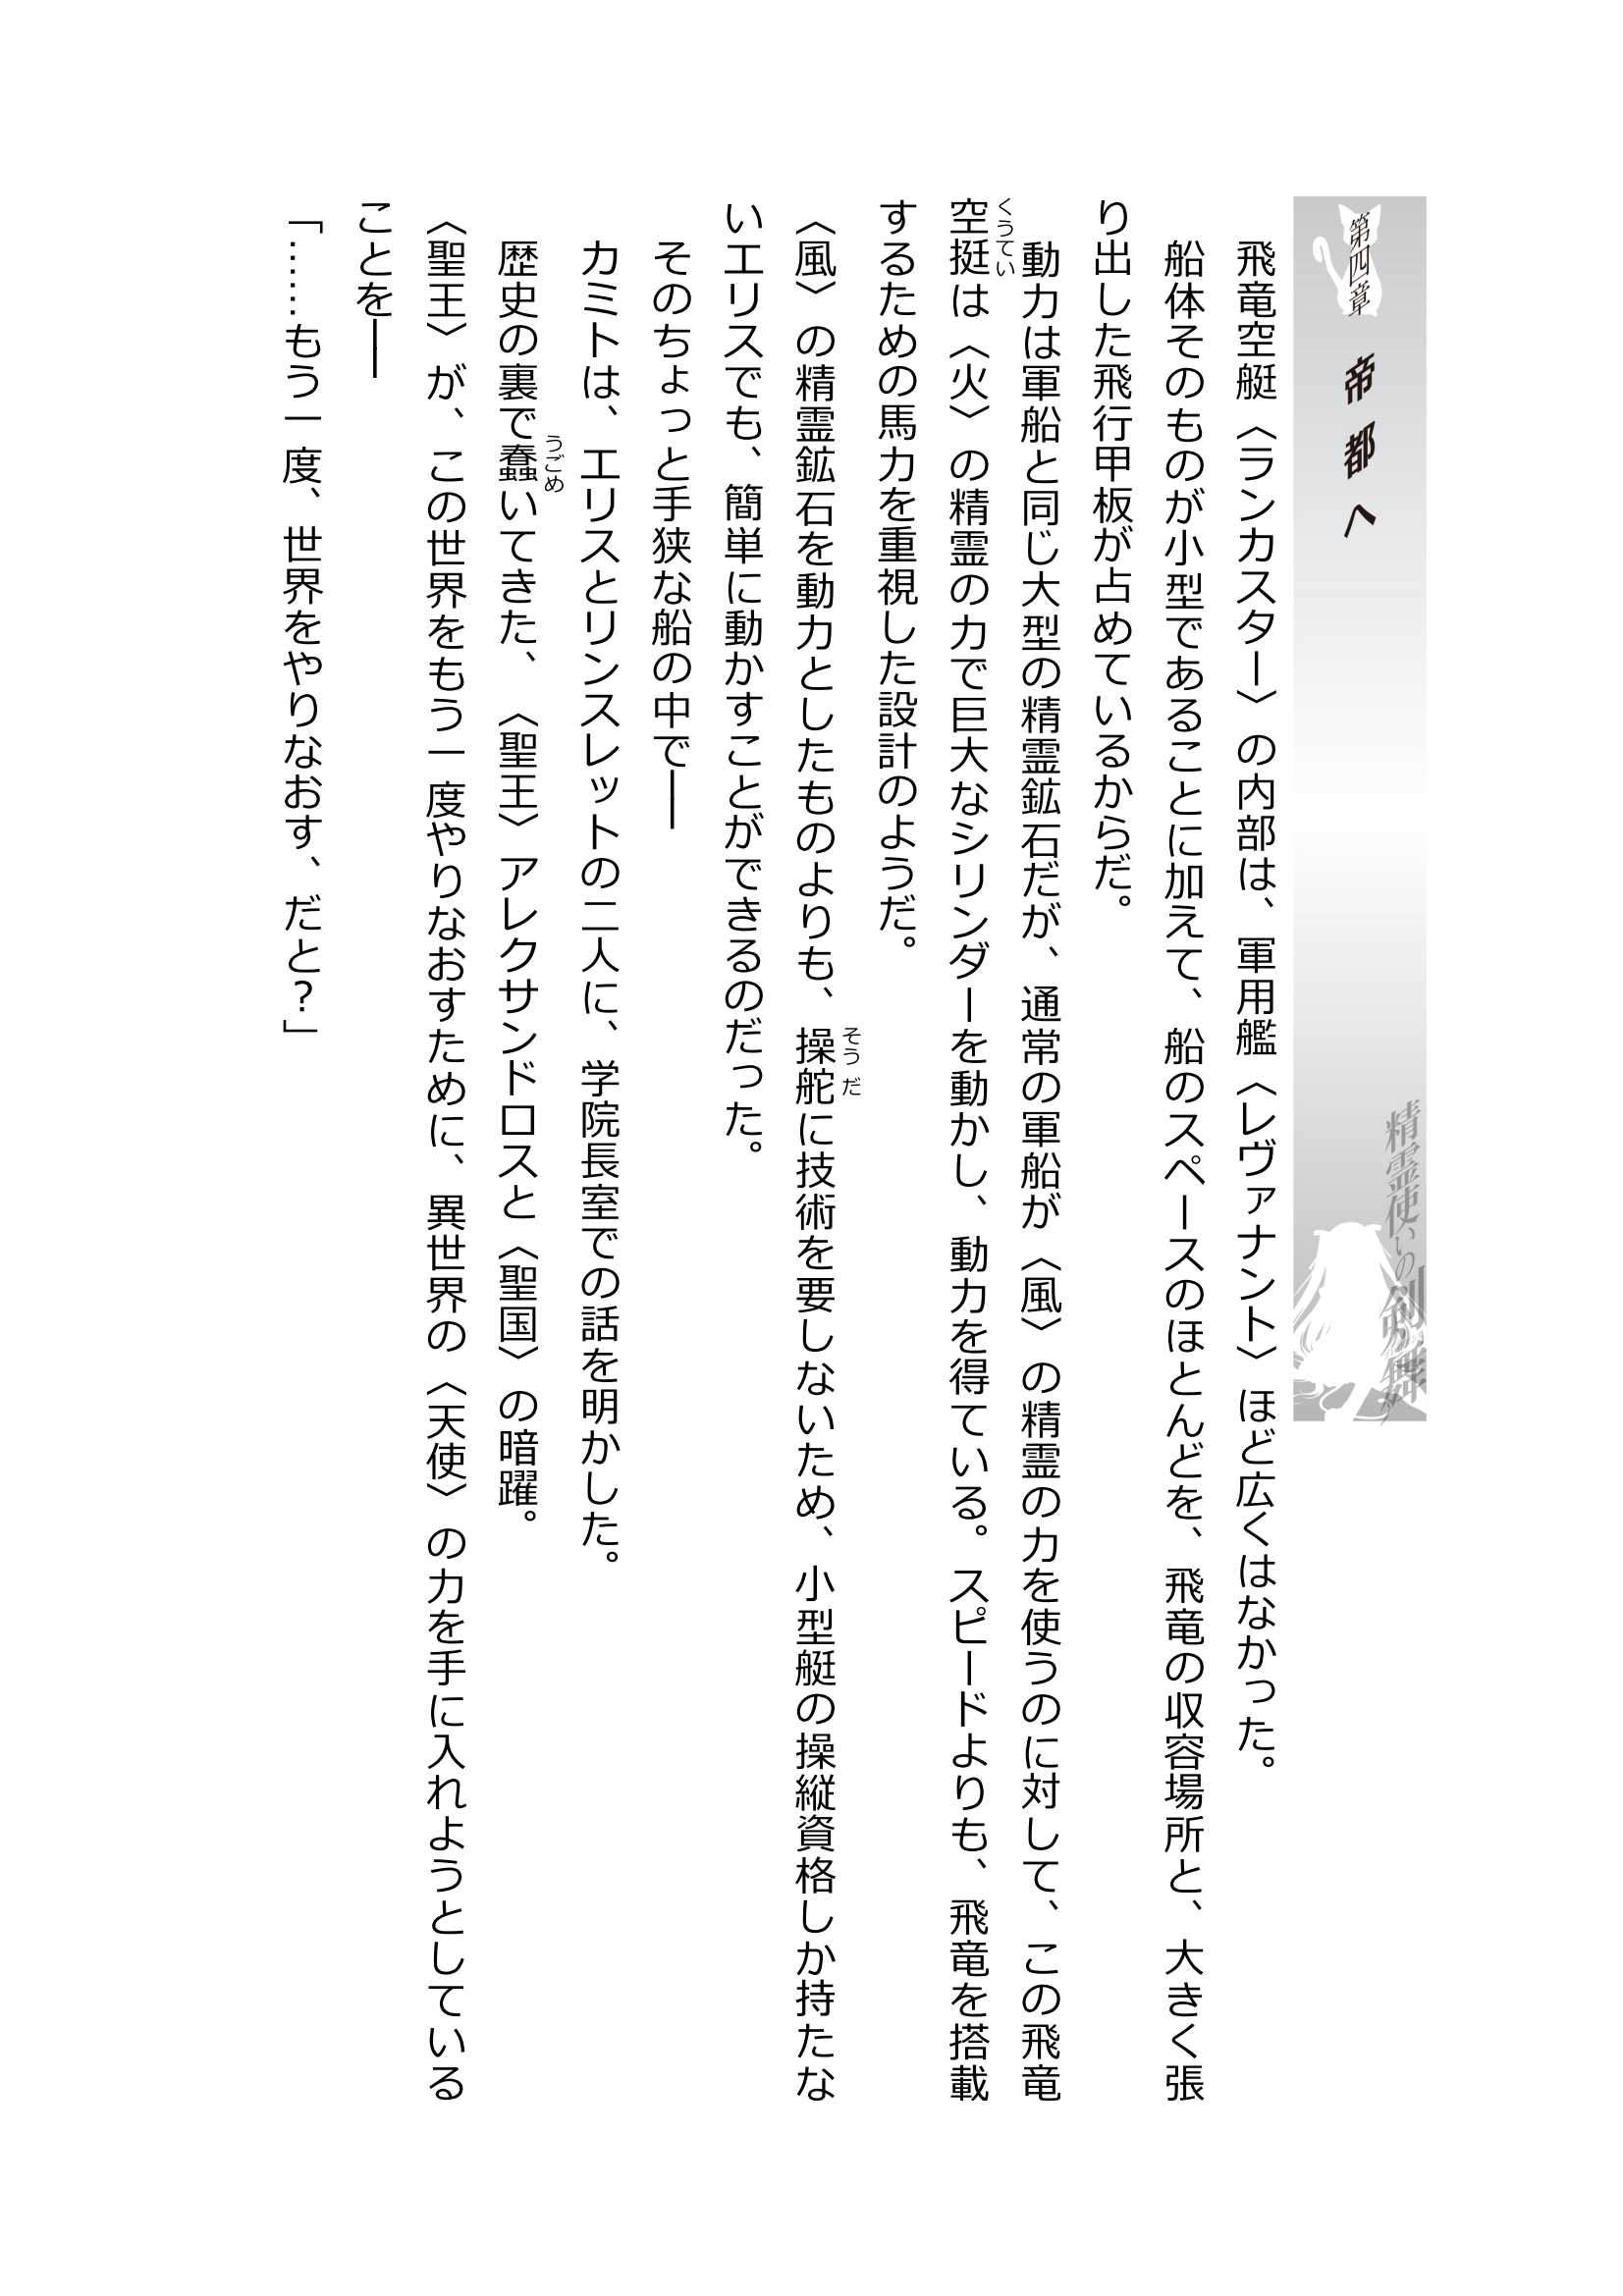 第四章 帝都へ
精霊使いの剣舞
飛竜空艇〈ランカスター〉の内部は、軍用艦〈レヴァナント〉ほど広くはなかった。
船体そのものが小型であることに加えて、船のスペースのほとんどを、飛竜の収容場所と、大きく張
り出した飛行甲板が占めているからだ。
動力は軍船と同じ大型の精霊鉱石だが、通常の軍船が〈風〉の精霊の力を使うのに対して、この飛竜
くうてい
空挺は〈火〉の精霊の力で巨大なシリンダーを動かし、動力を得ている。スピードよりも、飛竜を搭載
するための馬力を重視した設計のようだ。
そうだ
〈風〉の精霊鉱石を動力としたものよりも、操舵に技術を要しないため、小型艇の操縦資格しか持たな
いエリスでも、簡単に動かすことができるのだった。
そのちょっと手狭な船の中で――
カミトは、エリスとリンスレットの二人に、学院長室での話を明かした。
うごめ
歴史の裏で蠢いてきた、〈聖王〉アレクサンドロスと〈聖国〉の暗躍。
〈聖王〉が、この世界をもう一度やりなおすために、異世界の〈天使〉の力を手に入れようとしている
ことを――
「……もう一度、世界をやりなおす、だと?」